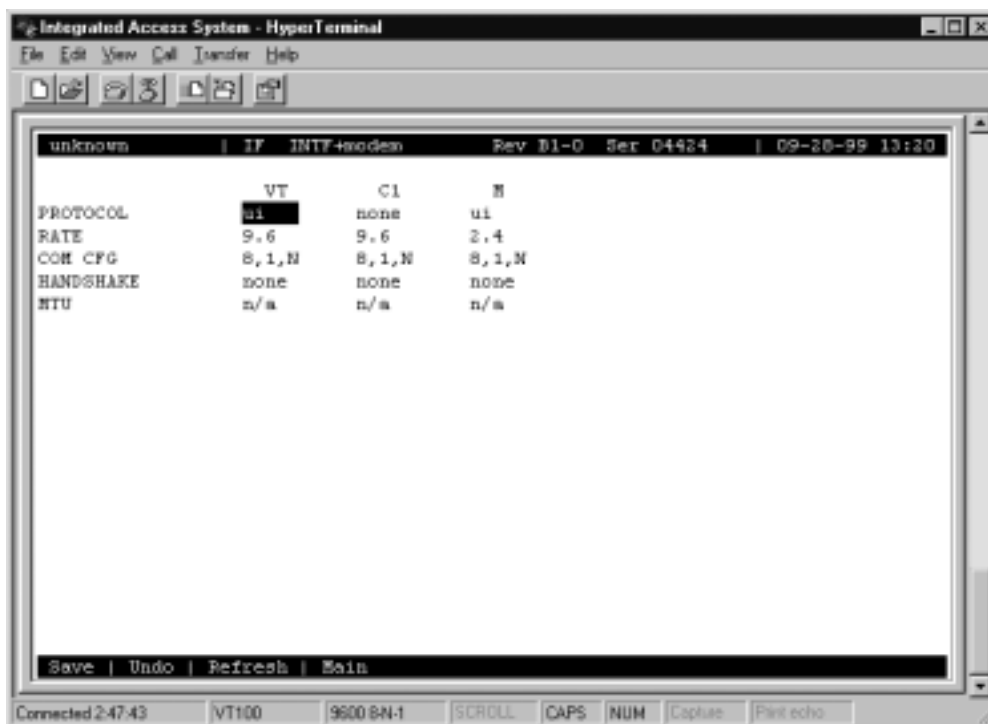 Integrated Access System - HyperTerminal
File Edit View Call Transfer Help
unknown | IF INTF+modem Rev B1-0 Ser 04424 | 09-28-99 13:20
VT C1 M
PROTOCOL ui none ui
RATE 9.6 9.6 2.4
COM CFG 8,1,N 8,1,N 8,1,N
HANDSHAKE none none none
MTU n/a n/a n/a
Save | Undo | Refresh | Main
Connected 2:47:43 VT100 9600 8-N-1 SCROLL CAPS NUM Capture Print echo